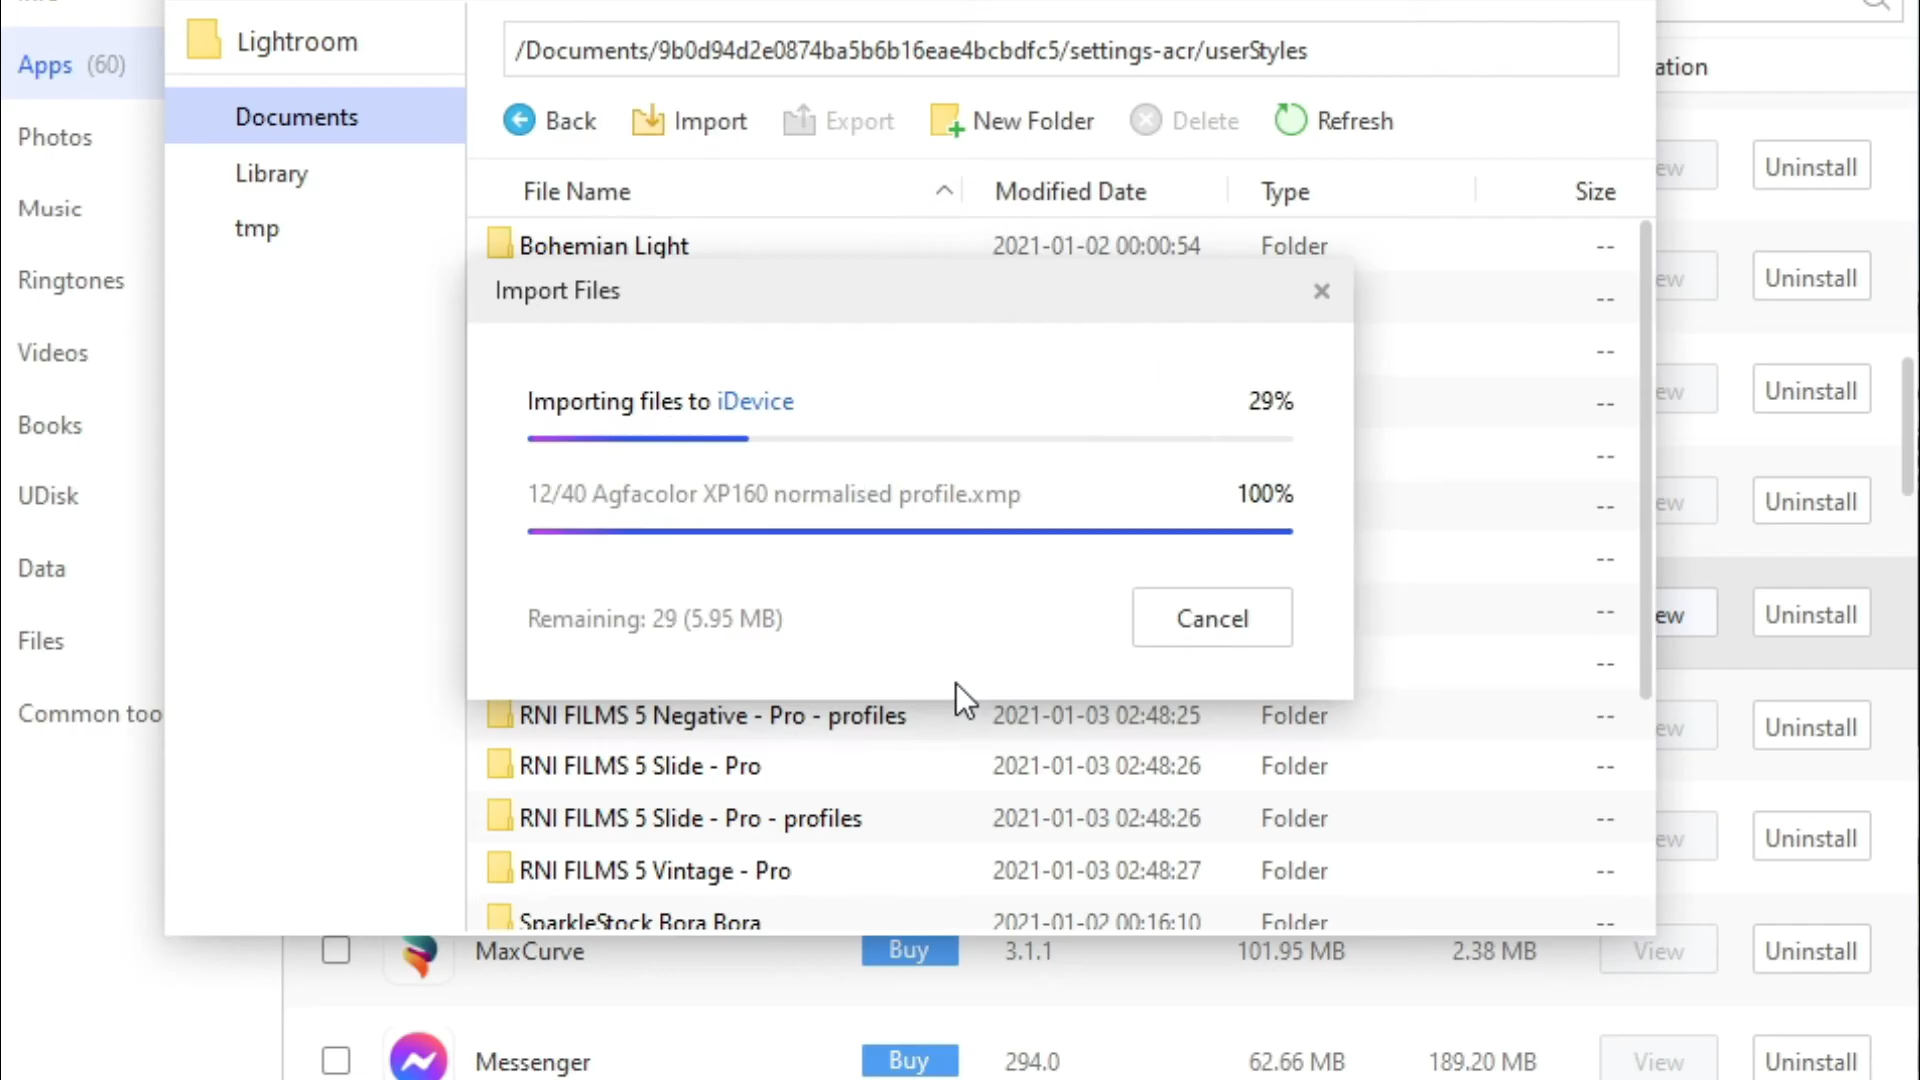 Lightroom
/Documents/9b0d94d2e0874ba5b6b16eae4bcbdfc5/settings-acr/userStyles
Apps (60)
ation
Documents
Back Import Export New Folder Delete Refresh
Photos
ew Uninstall
Library
File Name Modified Date Type Size
Music
tmp
Bohemian Light 2021-01-02 00:00:54 Folder --
Ringtones
Import Files
--
ew Uninstall
Videos
--
Importing files to iDevice 29%
--
ew Uninstall
Books
--
UDisk
12/40 Agfacolor XP160 normalised profile.xmp 100%
--
ew Uninstall
Data
--
Remaining: 29 (5.95 MB) Cancel
--
ew Uninstall
Files
--
Common too
RNI FILMS 5 Negative - Pro - profiles 2021-01-03 02:48:25 Folder --
ew Uninstall
RNI FILMS 5 Slide - Pro 2021-01-03 02:48:26 Folder --
RNI FILMS 5 Slide - Pro - profiles 2021-01-03 02:48:26 Folder --
ew Uninstall
RNI FILMS 5 Vintage - Pro 2021-01-03 02:48:27 Folder --
SparkleStock Bora Bora 2021-01-02 00:16:10 Folder --
MaxCurve Buy 3.1.1 101.95 MB 2.38 MB View Uninstall
Messenger Buy 294.0 62.66 MB 189.20 MB View Uninstall